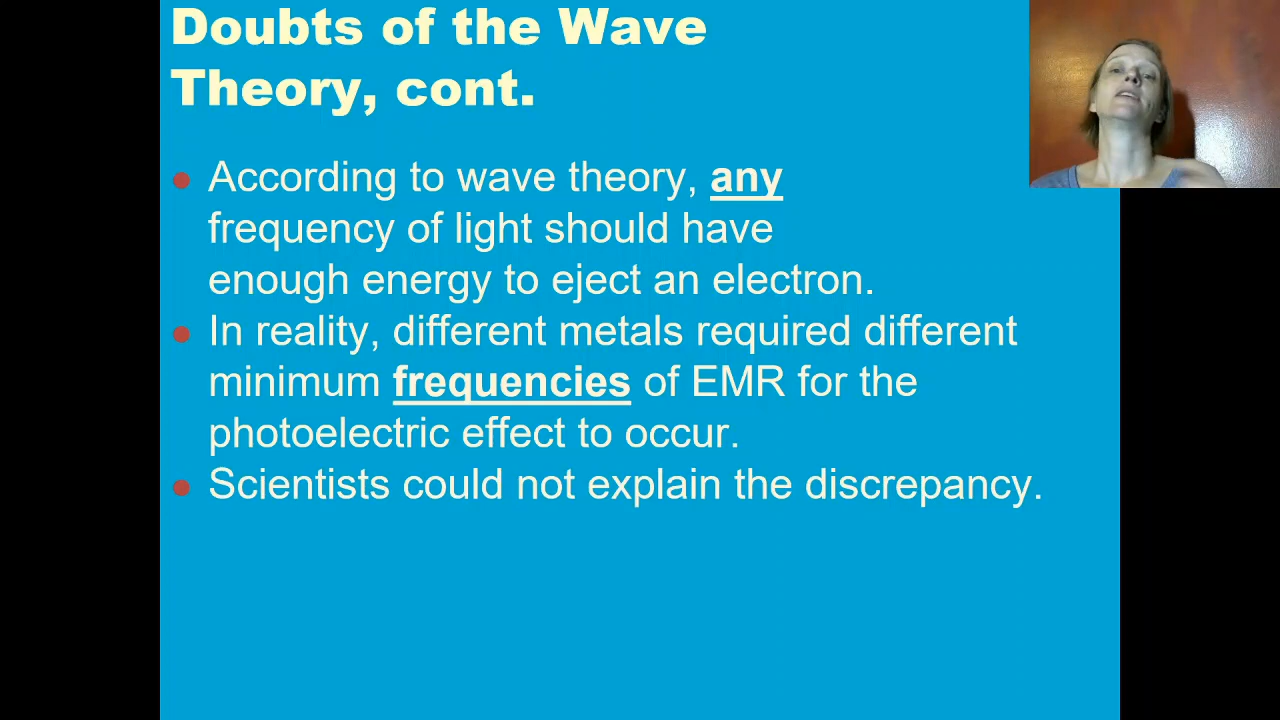 Doubts of the Wave
Theory, cont.
According to wave theory, any
frequency of light should have
enough energy to eject an electron.
In reality, different metals required different
minimum frequencies of EMR for the
photoelectric effect to occur.
Scientists could not explain the discrepancy.